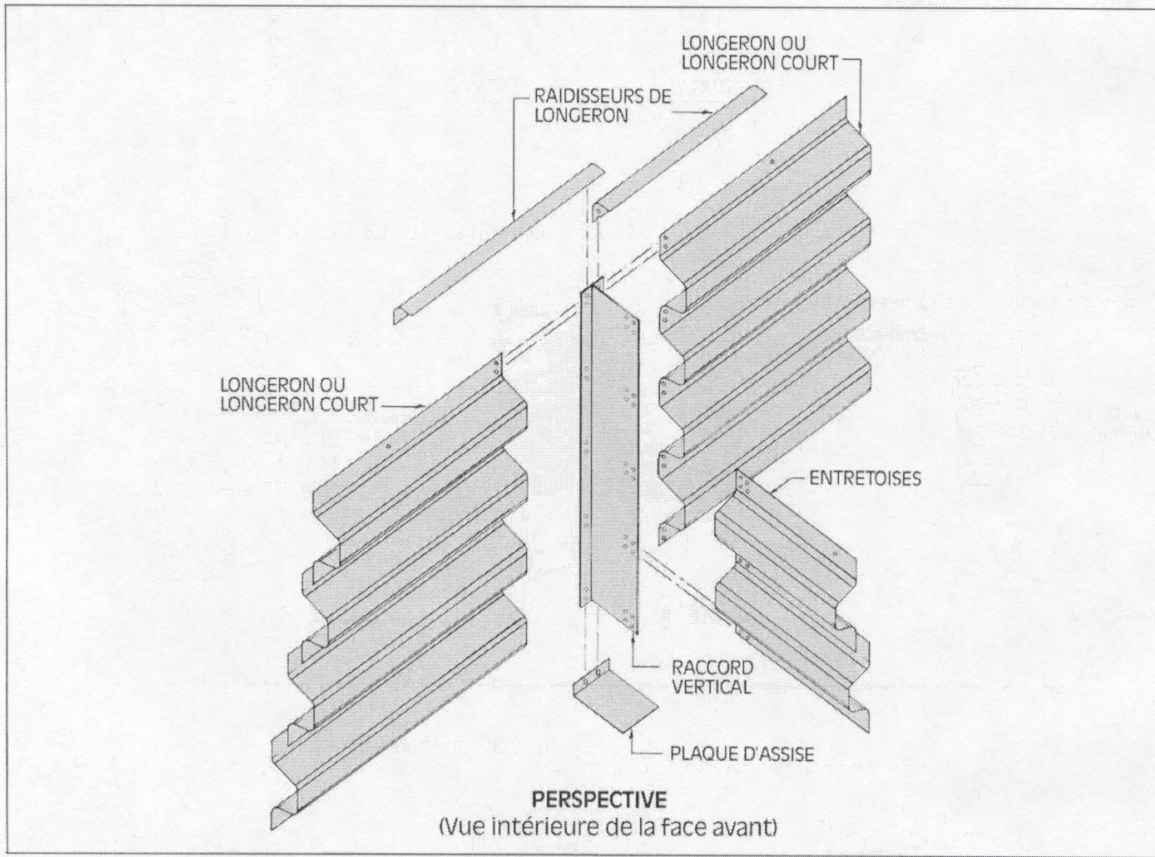 LONGERON OU
LONGERON COURT
RAIDISSEURS DE
LONGERON
LONGERON OU
LONGERON COURT
ENTRETOISES
RACCORD
VERTICAL
PLAQUE D'ASSISE
PERSPECTIVE
(Vue intérieure de la face avant)